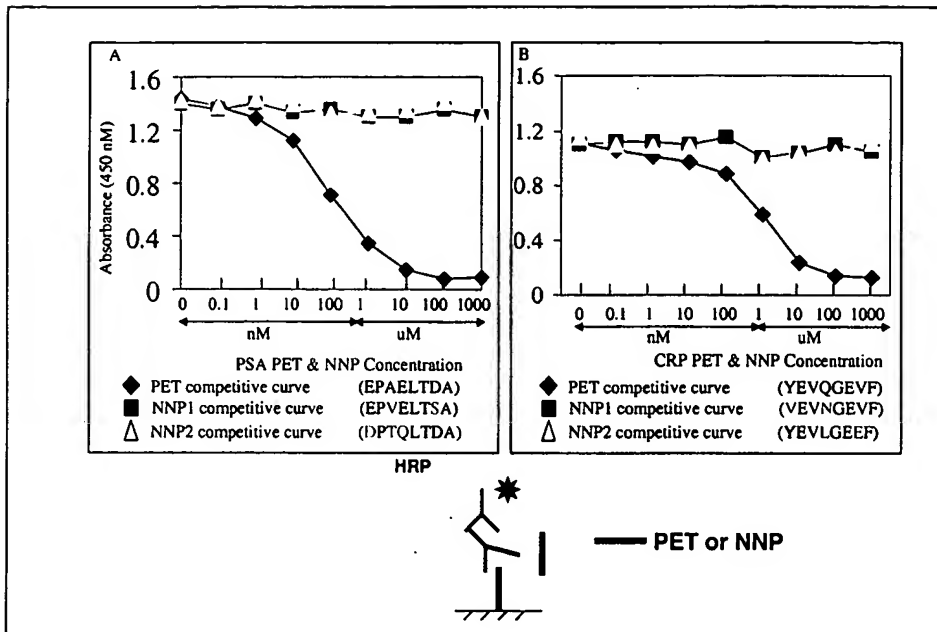 A
1.6
1.2
0.8
0.4
0
Absorbance (450 nM)
0 0.1 1 10 100 1 10 100 1000
nM uM
PSA PET & NNP Concentration
PET competitive curve (EPAELTDA)
NNP1 competitive curve (EPVELTSA)
NNP2 competitive curve (DPTQLTDA)
B
1.6
1.2
0.8
0.4
0
0 0.1 1 10 100 1 10 100 1000
nM uM
CRP PET & NNP Concentration
PET competitive curve (YEVQGEVF)
NNP1 competitive curve (VEVNGEVF)
NNP2 competitive curve (YEVLGEEF)
HRP
PET or NNP